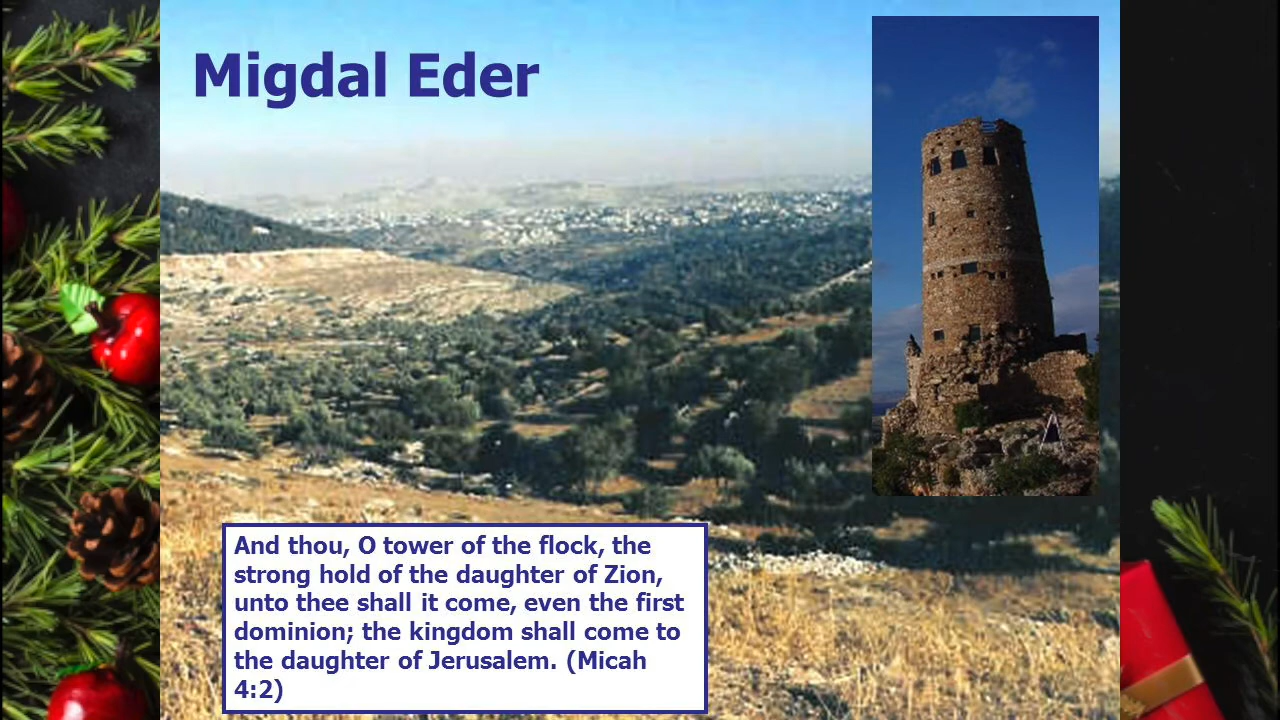 Migdal Eder
And thou, O tower of the flock, the
strong hold of the daughter of Zion,
unto thee shall it come, even the first
dominion; the kingdom shall come to
the daughter of Jerusalem. (Micah
4:2)